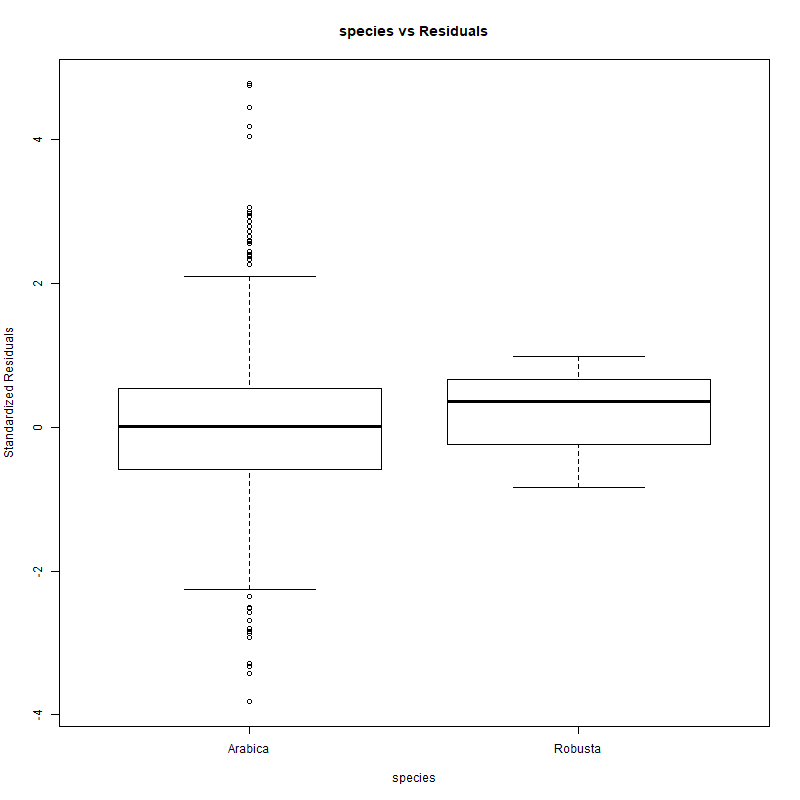 species vs Residuals
Standardized Residuals
4
2
0
-2
-4
Arabica
Robusta
species